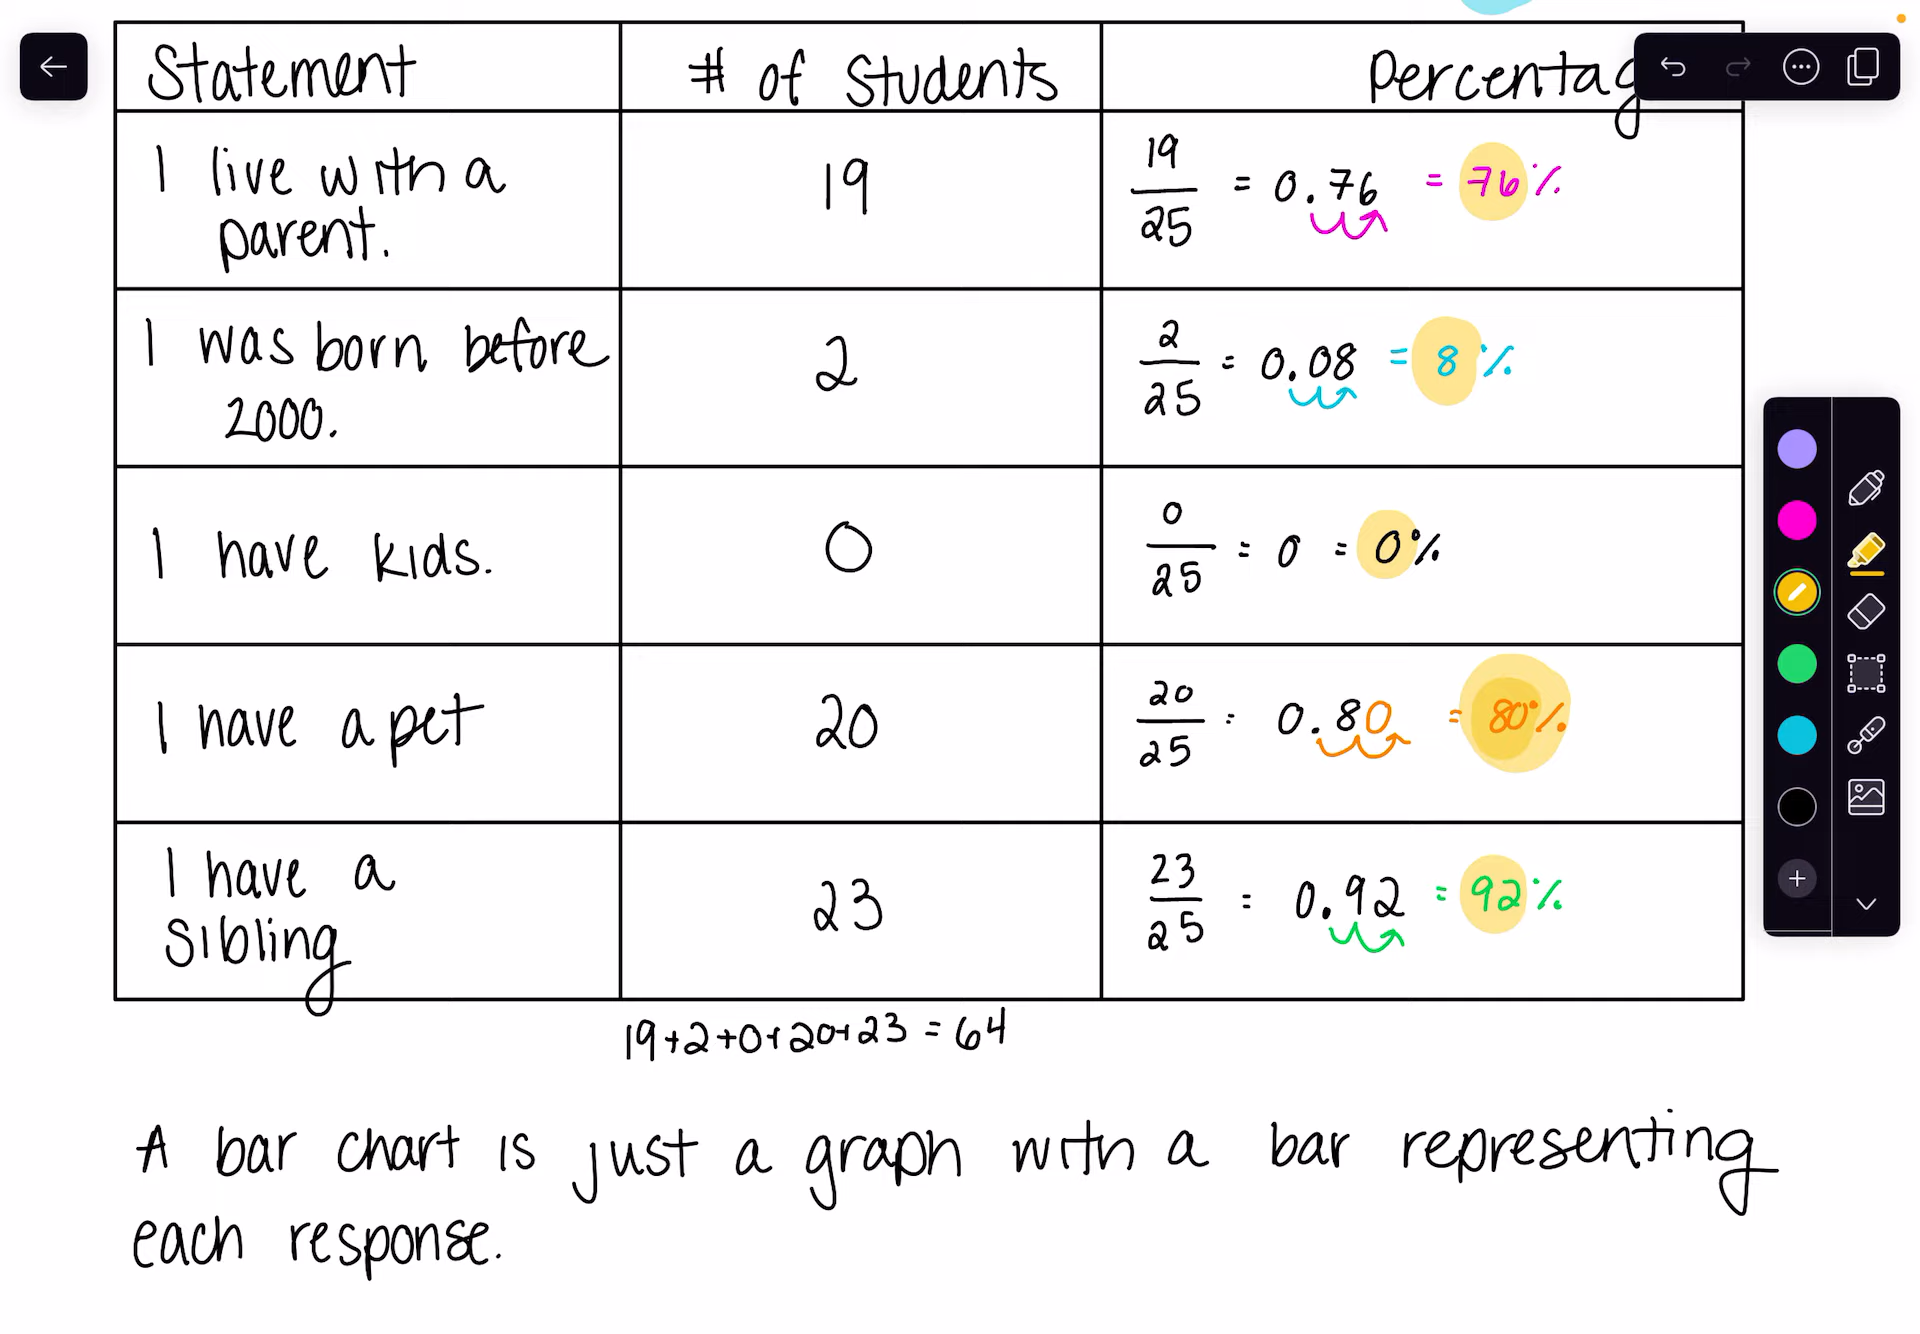 Statement # of Students Percentag
I live with a
parent.
19
19/25 = 0.76 = 76%
I was born before
2000.
2
2/25 = 0.08 = 8%
I have kids.
0
0/25 = 0 = 0%
I have a pet
20
20/25 = 0.80 = 80%
I have a
sibling
23
23/25 = 0.92 = 92%
19+2+0+20+23 = 64
A bar chart is just a graph with a bar representing
each response.